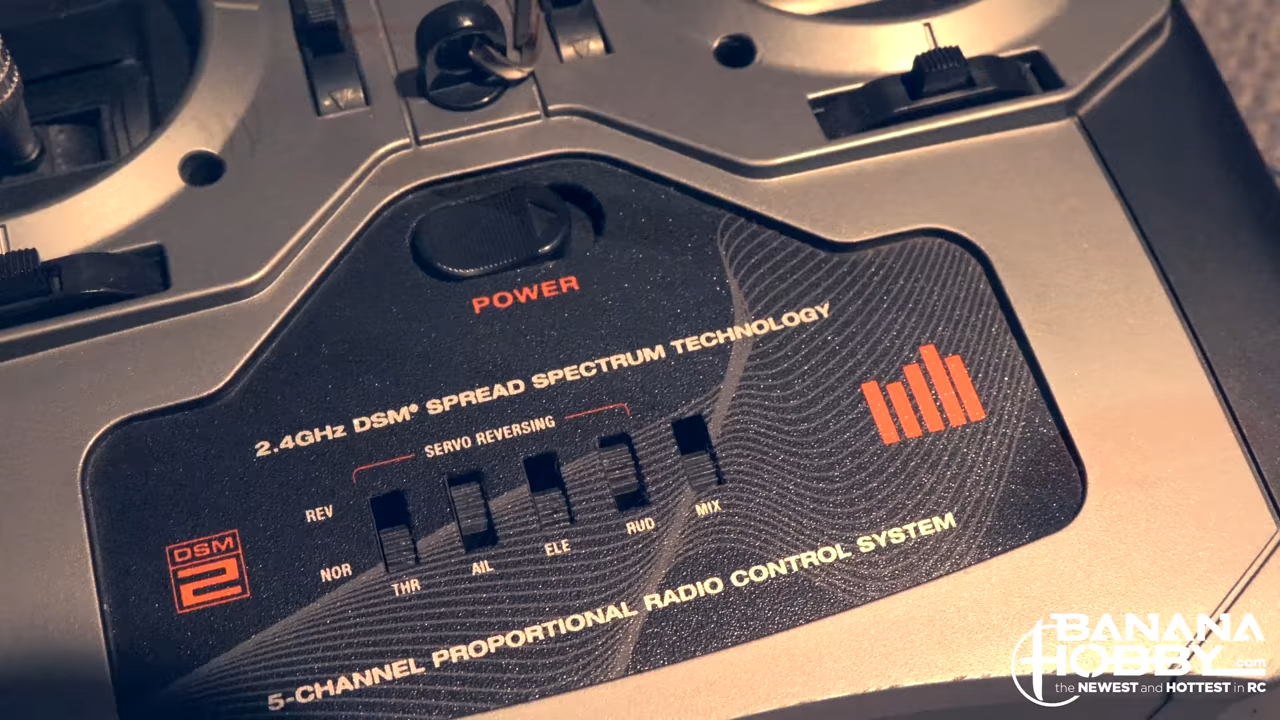 POWER
2.4GHz DSM® SPREAD SPECTRUM TECHNOLOGY
SERVO REVERSING
REV
NOR
THR
AIL
ELE
RUD
MIX
DSM
2
5-CHANNEL PROPORTIONAL RADIO CONTROL SYSTEM
BANANA
HOBBY.com
the NEWEST and HOTTEST in RC